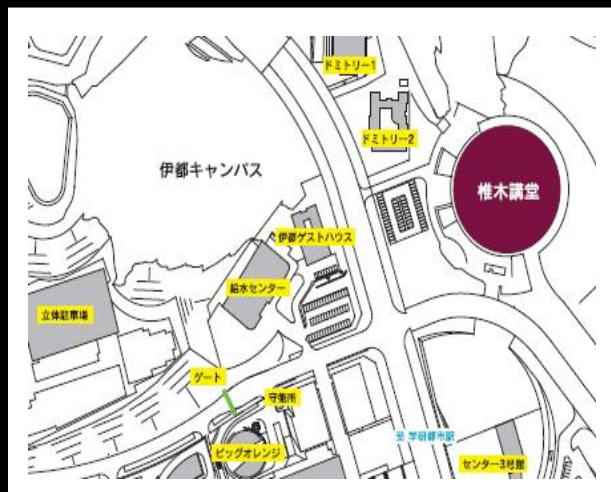 ドミトリー1
ドミトリー2
伊都キャンパス
椎木講堂
伊都ゲストハウス
給水センター
立体駐車場
ゲート
守衛所
至 学研都市駅
ビッグオレンジ
センター3号館